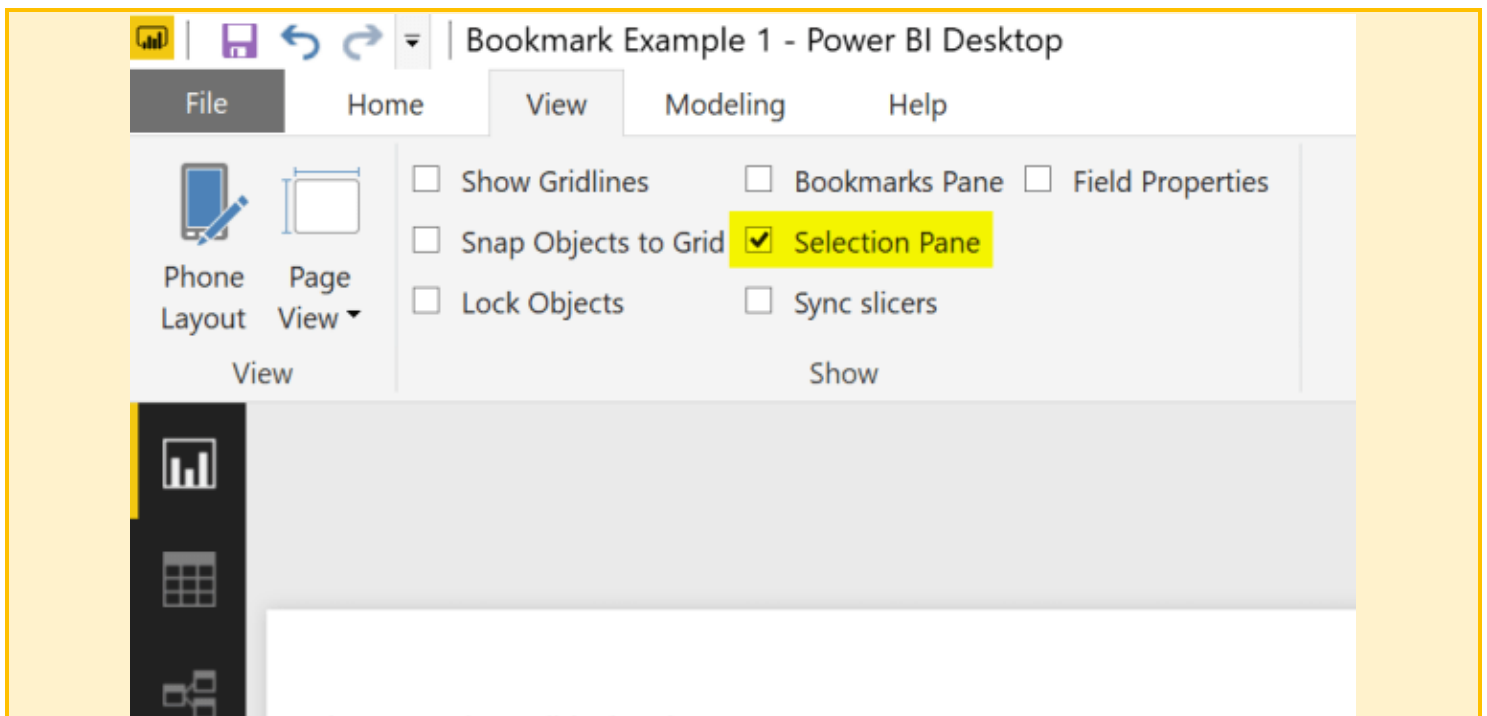 Bookmark Example 1 - Power BI Desktop
File Home View Modeling Help
Show Gridlines Bookmarks Pane Field Properties
Snap Objects to Grid Selection Pane
Lock Objects Sync slicers
Phone Layout
Page View
View Show